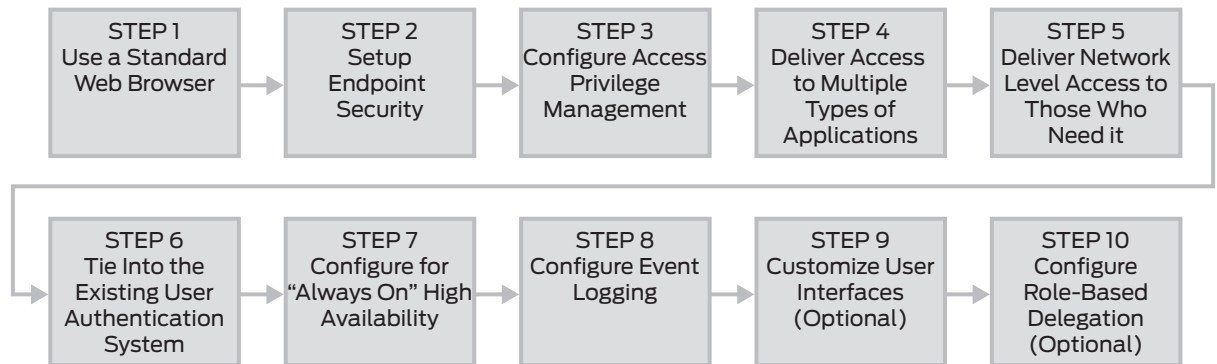 STEP 1
Use a Standard
Web Browser
STEP 2
Setup
Endpoint
Security
STEP 3
Configure Access
Privilege
Management
STEP 4
Deliver Access
to Multiple
Types of
Applications
STEP 5
Deliver Network
Level Access to
Those Who
Need it
STEP 6
Tie Into the
Existing User
Authentication
System
STEP 7
Configure for
“Always On” High
Availability
STEP 8
Configure Event
Logging
STEP 9
Customize User
Interfaces
(Optional)
STEP 10
Configure
Role-Based
Delegation
(Optional)